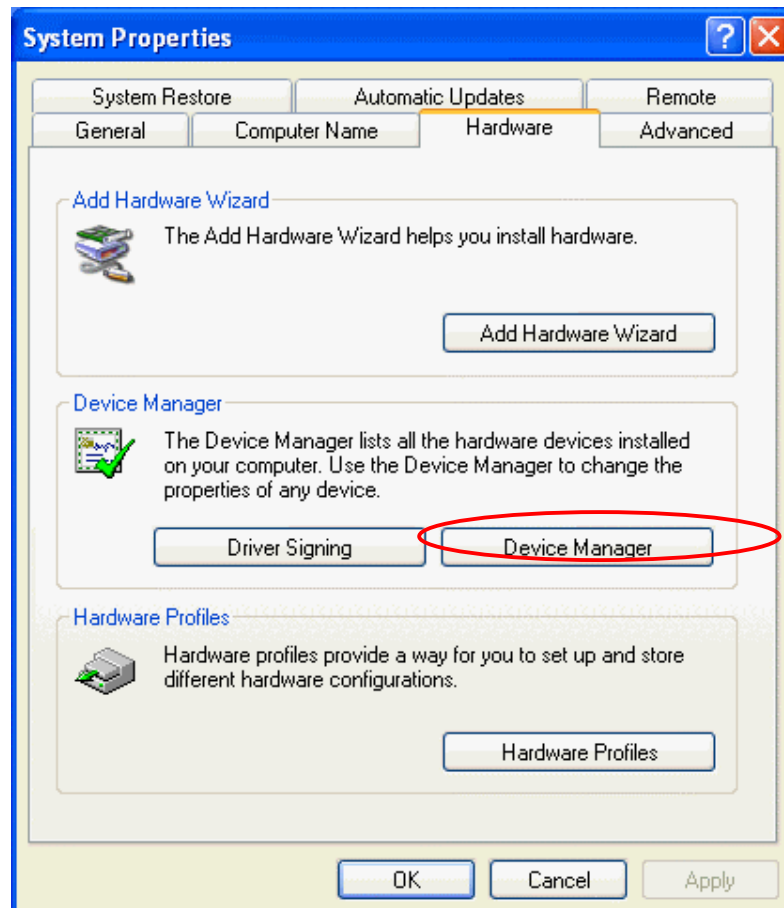 System Properties
System Restore Automatic Updates Remote
General Computer Name Hardware Advanced
Add Hardware Wizard
The Add Hardware Wizard helps you install hardware.
Add Hardware Wizard
Device Manager
The Device Manager lists all the hardware devices installed
on your computer. Use the Device Manager to change the
properties of any device.
Driver Signing Device Manager
Hardware Profiles
Hardware profiles provide a way for you to set up and store
different hardware configurations.
Hardware Profiles
OK Cancel Apply